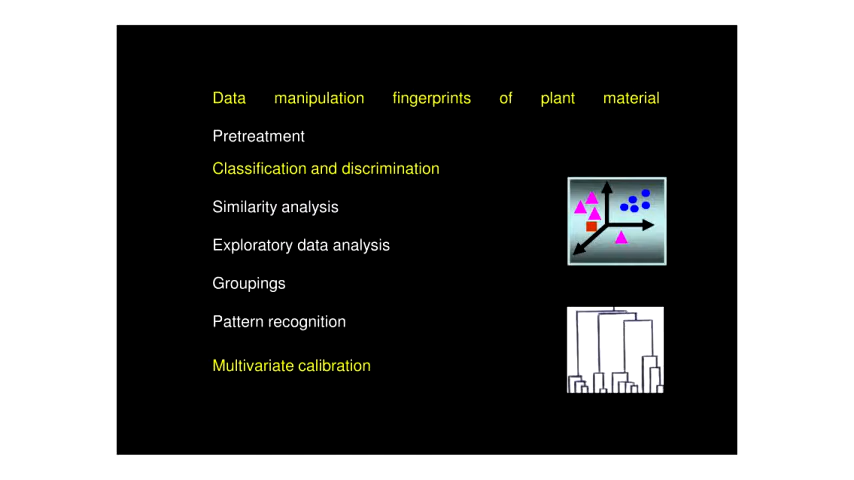 Data manipulation fingerprints of plant material
Pretreatment
Classification and discrimination
Similarity analysis
Exploratory data analysis
Groupings
Pattern recognition
Multivariate calibration